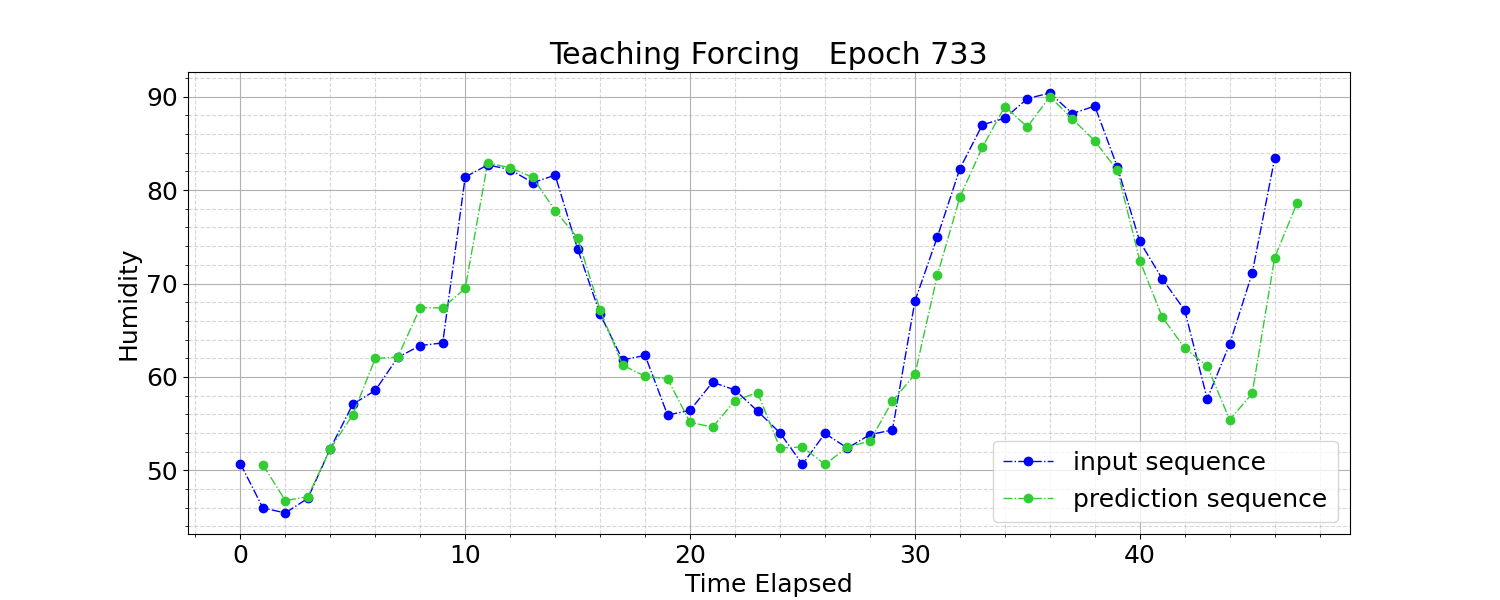 Teaching Forcing   Epoch 733
90
80
70
60
50
Humidity
0 10 20 30 40
Time Elapsed
input sequence
prediction sequence